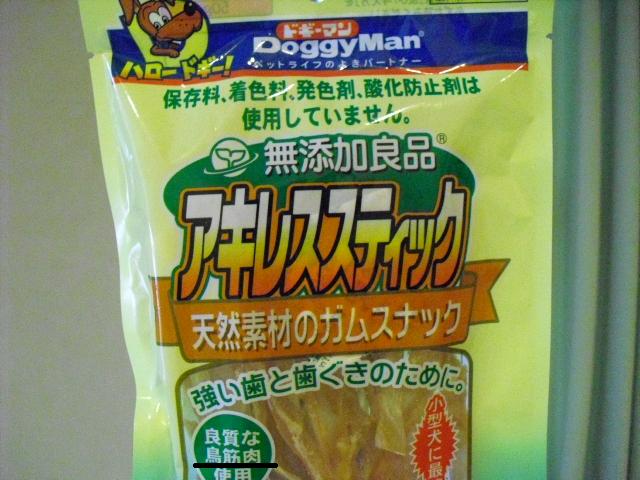 ハロードギー!
ドギーマン
DoggyMan®
ペットライフのよきパートナー
保存料、着色料、発色剤、酸化防止剤は
使用していません。
無添加良品®
アキレススティック
天然素材のガムスナック
強い歯と歯ぐきのために。
良質な
鳥筋肉
使用
小型犬に最